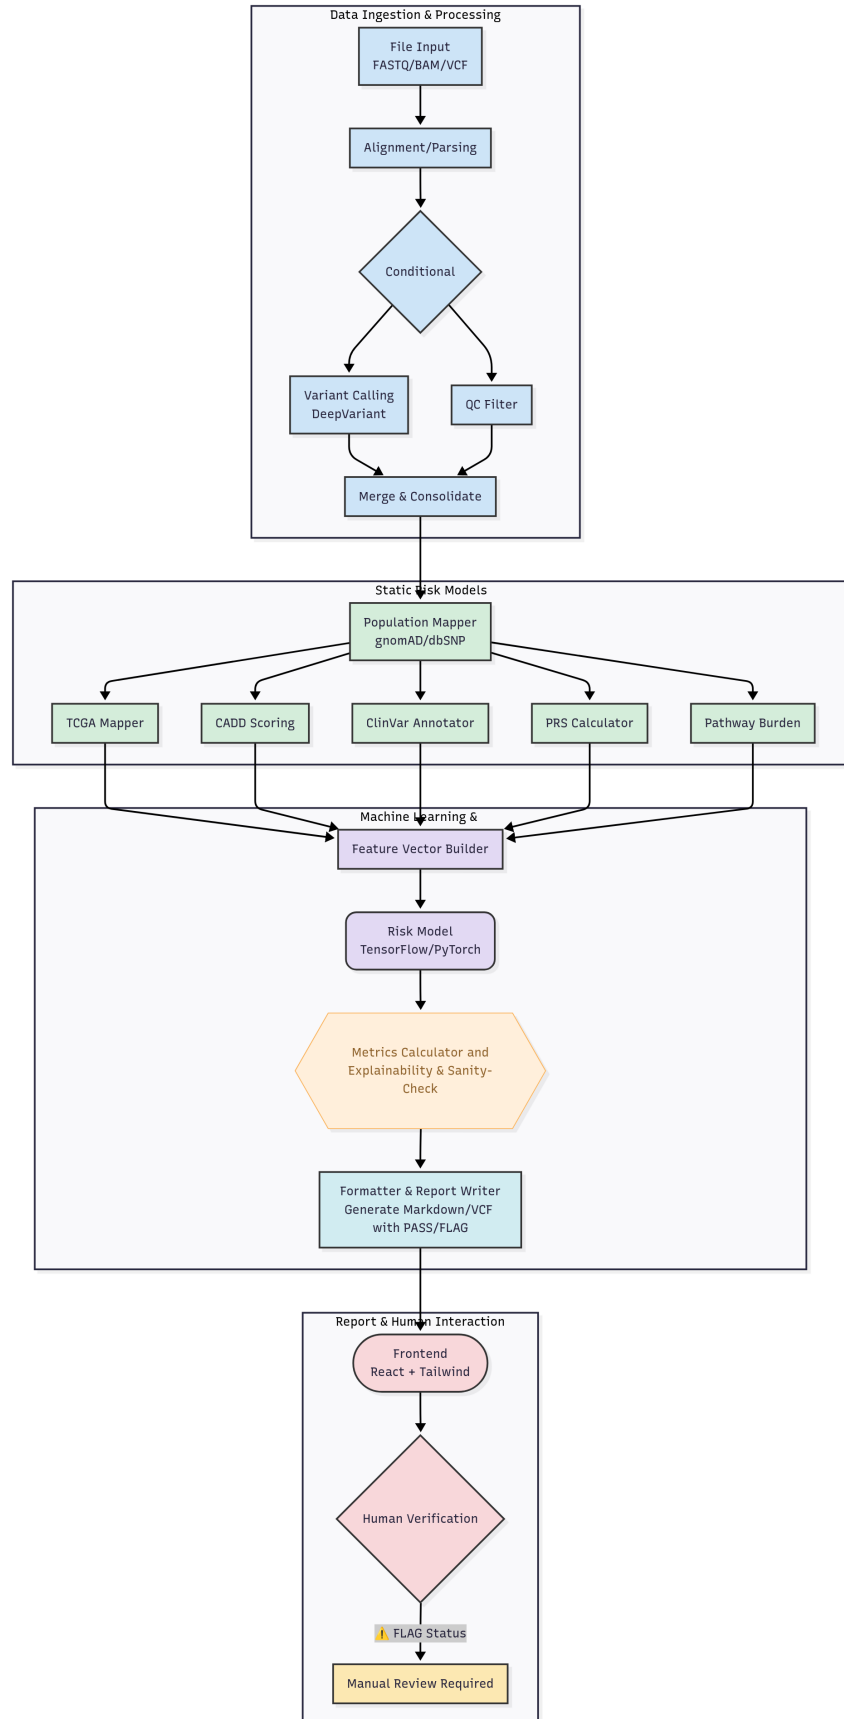 Data Ingestion & Processing
File Input
FASTQ/BAM/VCF
Alignment/Parsing
Conditional
Variant Calling
DeepVariant
QC Filter
Merge & Consolidate
Static Risk Models
Population Mapper
gnomAD/dbSNP
TCGA Mapper
CADD Scoring
ClinVar Annotator
PRS Calculator
Pathway Burden
Machine Learning &
Feature Vector Builder
Risk Model
TensorFlow/PyTorch
Metrics Calculator and
Explainability & Sanity-
Check
Formatter & Report Writer
Generate Markdown/VCF
with PASS/FLAG
Report & Human Interaction
Frontend
React + Tailwind
Human Verification
⚠️ FLAG Status
Manual Review Required